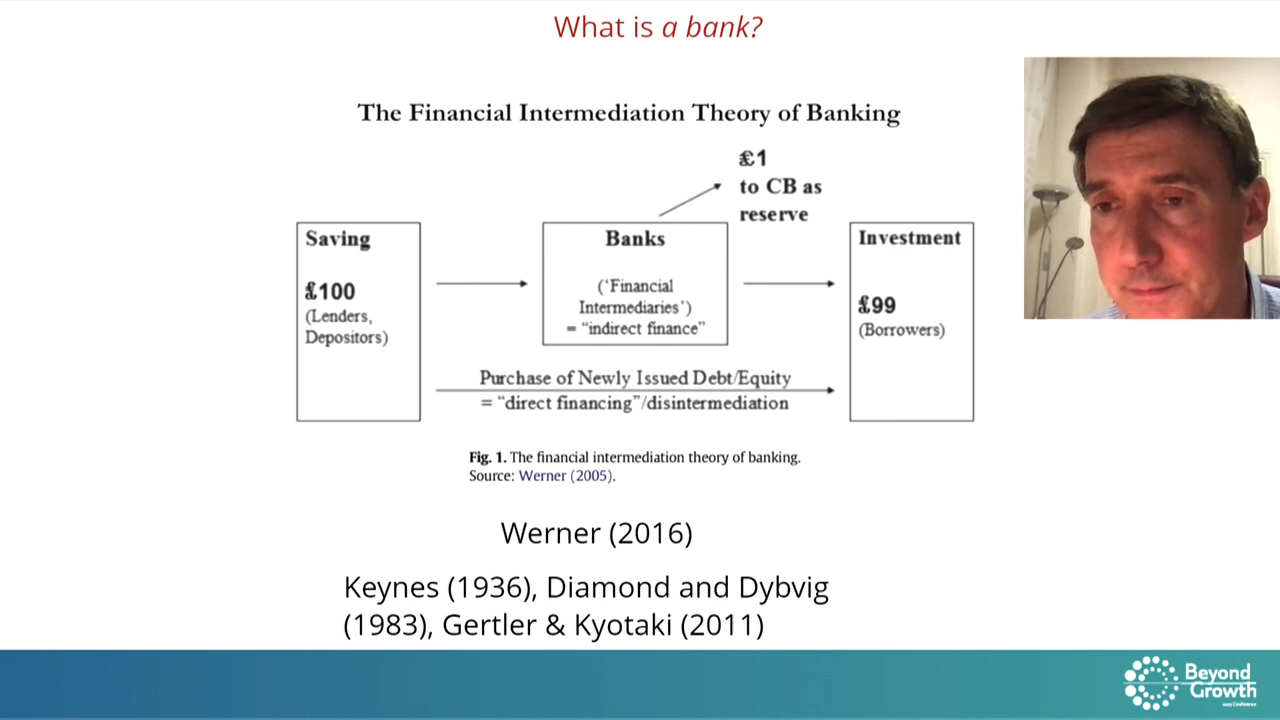 What is a bank?
The Financial Intermediation Theory of Banking
£1
to CB as
reserve
Saving
£100
(Lenders,
Depositors)
Banks
('Financial
Intermediaries')
= "indirect finance"
Investment
£99
(Borrowers)
Purchase of Newly Issued Debt/Equity
= "direct financing"/disintermediation
Fig. 1. The financial intermediation theory of banking.
Source: Werner (2005).
Werner (2016)
Keynes (1936), Diamond and Dybvig
(1983), Gertler & Kyotaki (2011)
Beyond
Growth